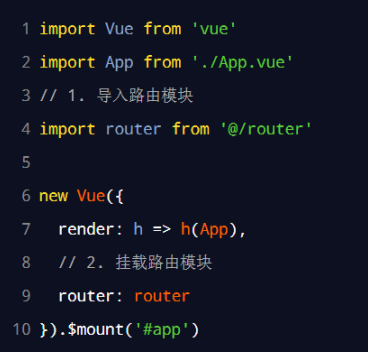 1 import Vue from 'vue'
2 import App from './App.vue'
3 // 1. 导入路由模块
4 import router from '@/router'
5
6 new Vue({
7   render: h => h(App),
8   // 2. 挂载路由模块
9   router: router
10 }).$mount('#app')